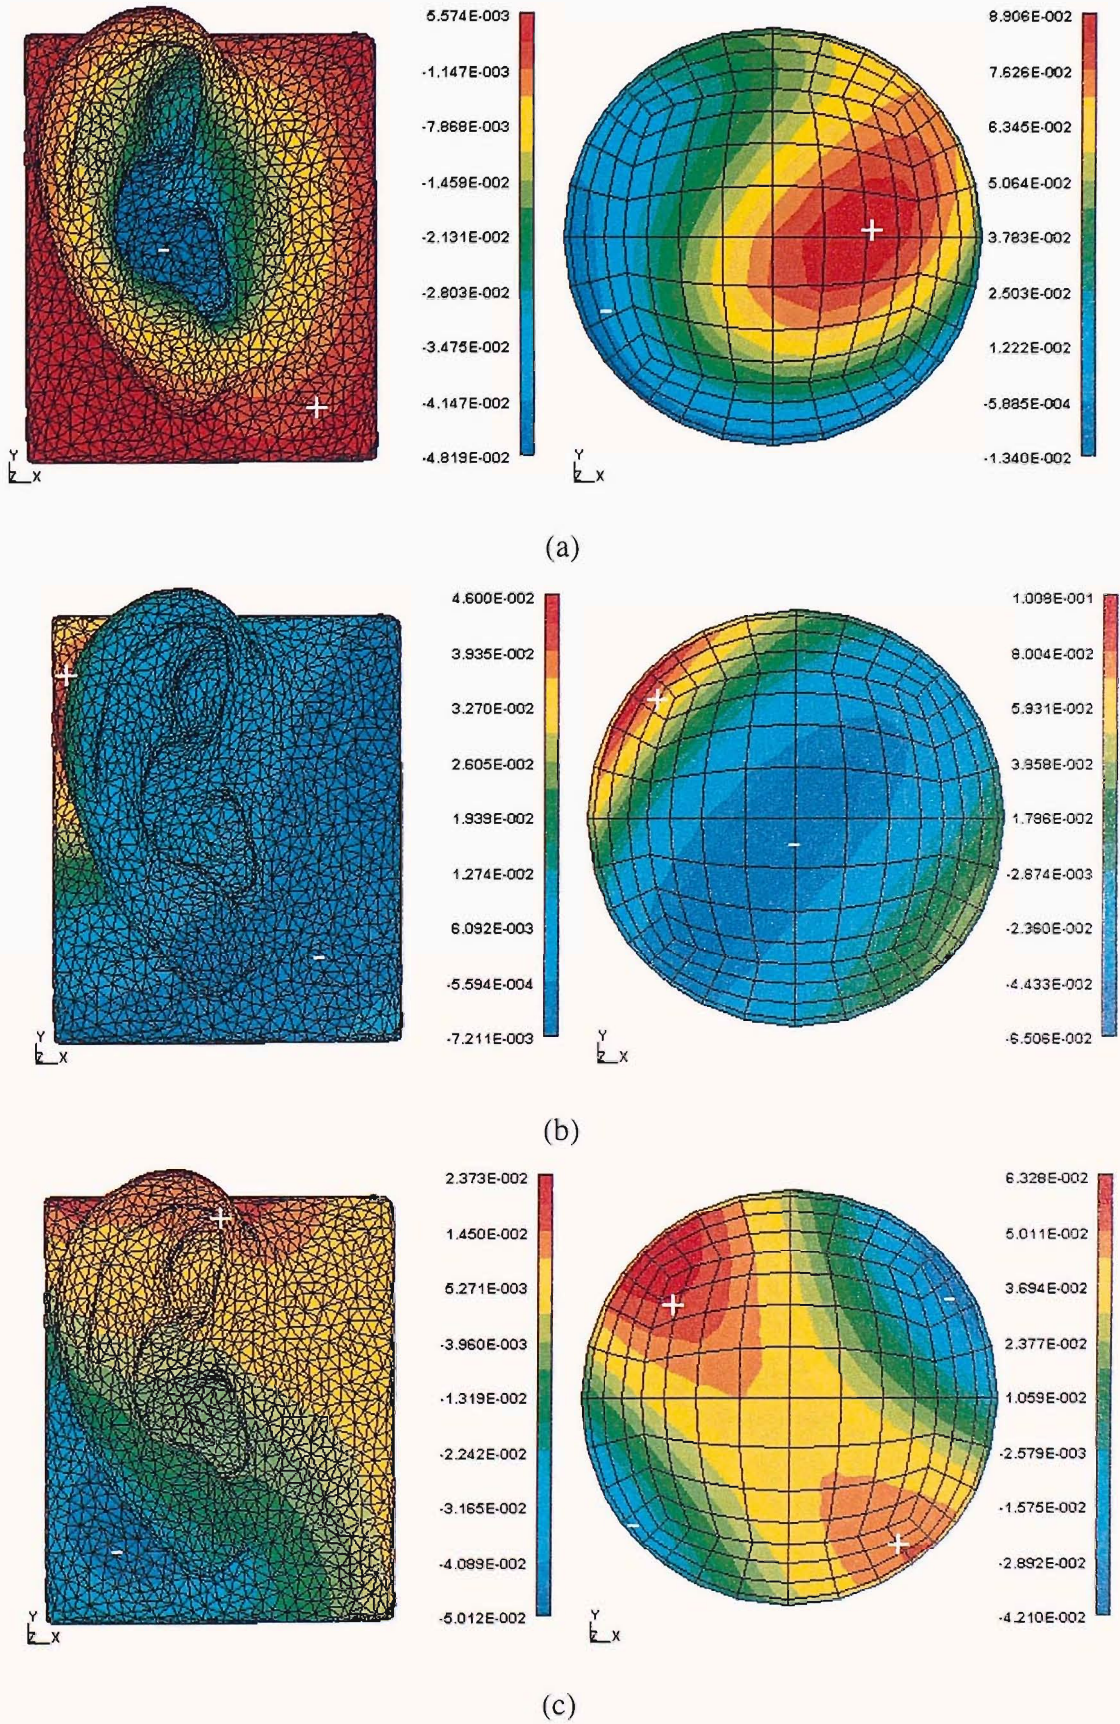 5.574E-003
-1.147E-003
-7.868E-003
-1.459E-002
-2.131E-002
-2.803E-002
-3.475E-002
-4.147E-002
-4.819E-002
Y
Z X
8.906E-002
7.626E-002
6.345E-002
5.064E-002
3.783E-002
2.503E-002
1.222E-002
-5.885E-004
-1.340E-002
Y
Z X
+
-
+
-
(a)
4.600E-002
3.935E-002
3.270E-002
2.605E-002
1.939E-002
1.274E-002
6.092E-003
-5.594E-004
-7.211E-003
Y
Z X
1.008E-001
8.004E-002
5.931E-002
3.858E-002
1.786E-002
-2.874E-003
-2.360E-002
-4.433E-002
-6.506E-002
Y
Z X
+
-
+
-
(b)
2.373E-002
1.450E-002
5.271E-003
-3.960E-003
-1.319E-002
-2.242E-002
-3.165E-002
-4.089E-002
-5.012E-002
Y
Z X
6.328E-002
5.011E-002
3.694E-002
2.377E-002
1.059E-002
-2.579E-003
-1.575E-002
-2.892E-002
-4.210E-002
Y
Z X
+
-
+
-
-
+
(c)